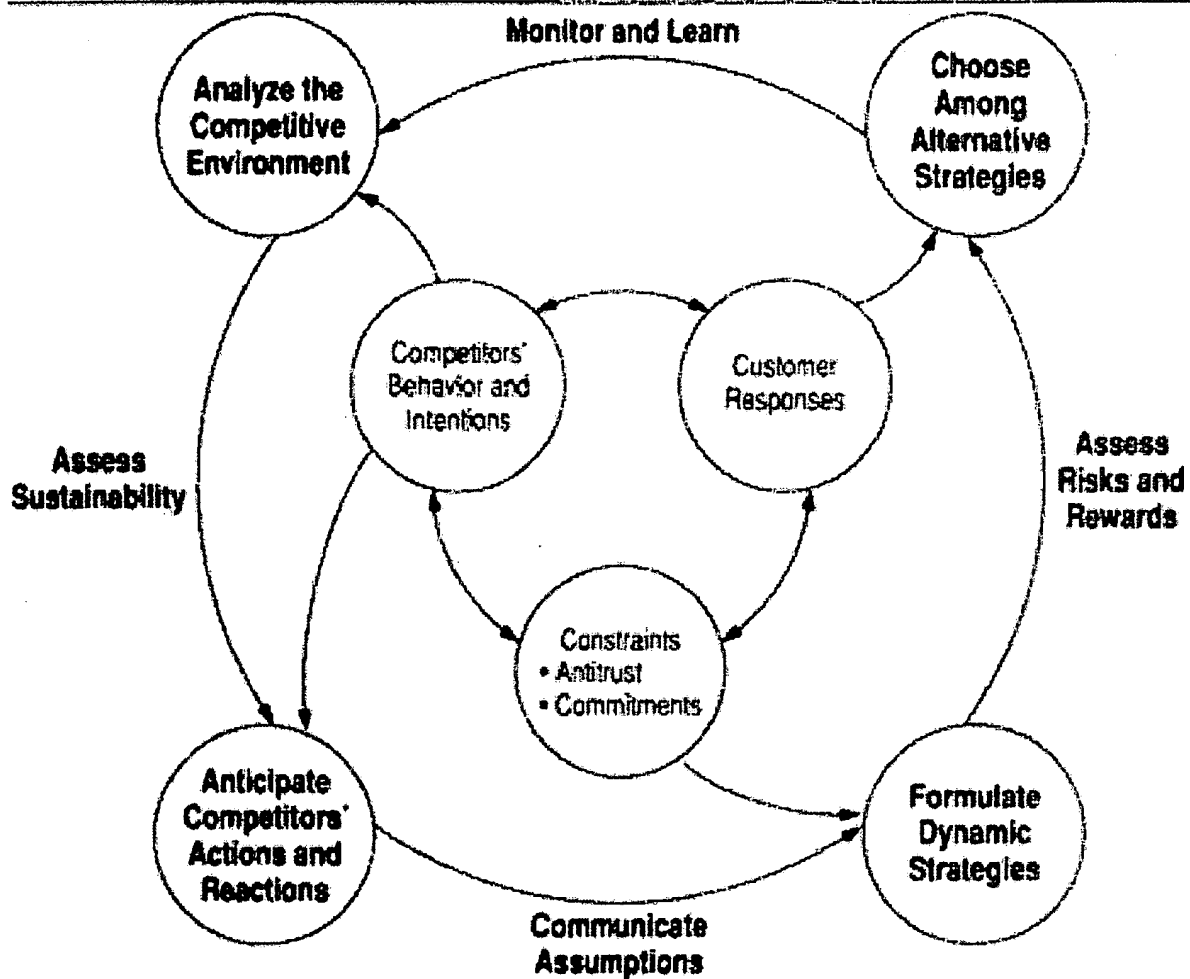 Monitor and Learn
Analyze the
Competitive
Environment
Choose
Among
Alternative
Strategies
Competitors'
Behavior and
Intentions
Customer
Responses
Assess
Sustainability
Assess
Risks and
Rewards
Constraints
• Antitrust
• Commitments
Anticipate
Competitors'
Actions and
Reactions
Formulate
Dynamic
Strategies
Communicate
Assumptions